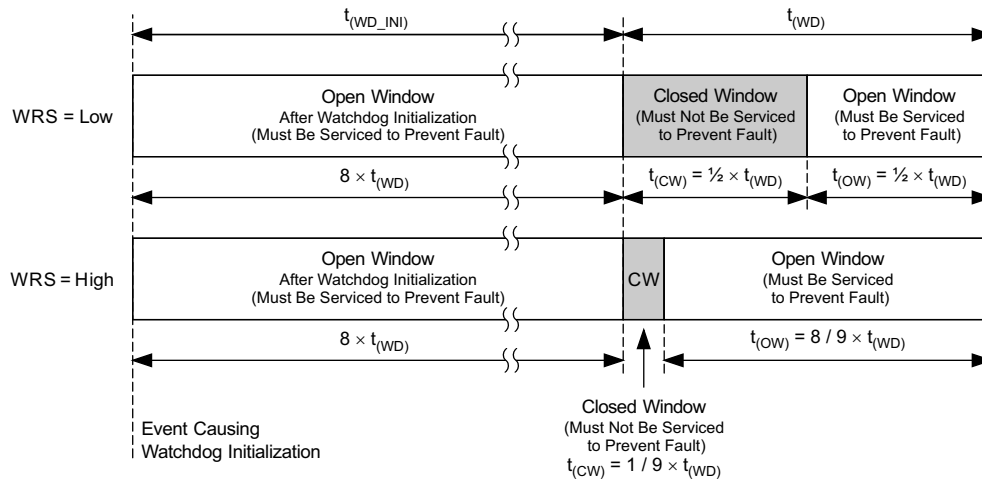 t(WD_INI)
t(WD)
WRS = Low
Open Window
After Watchdog Initialization
(Must Be Serviced to Prevent Fault)
Closed Window
(Must Not Be Serviced
to Prevent Fault)
Open Window
(Must Be Serviced
to Prevent Fault)
8 × t(WD)
t(CW) = ½ × t(WD)
t(OW) = ½ × t(WD)
WRS = High
Open Window
After Watchdog Initialization
(Must Be Serviced to Prevent Fault)
CW
Open Window
(Must Be Serviced
to Prevent Fault)
8 × t(WD)
t(OW) = 8 / 9 × t(WD)
Event Causing
Watchdog Initialization
Closed Window
(Must Not Be Serviced
to Prevent Fault)
t(CW) = 1 / 9 × t(WD)